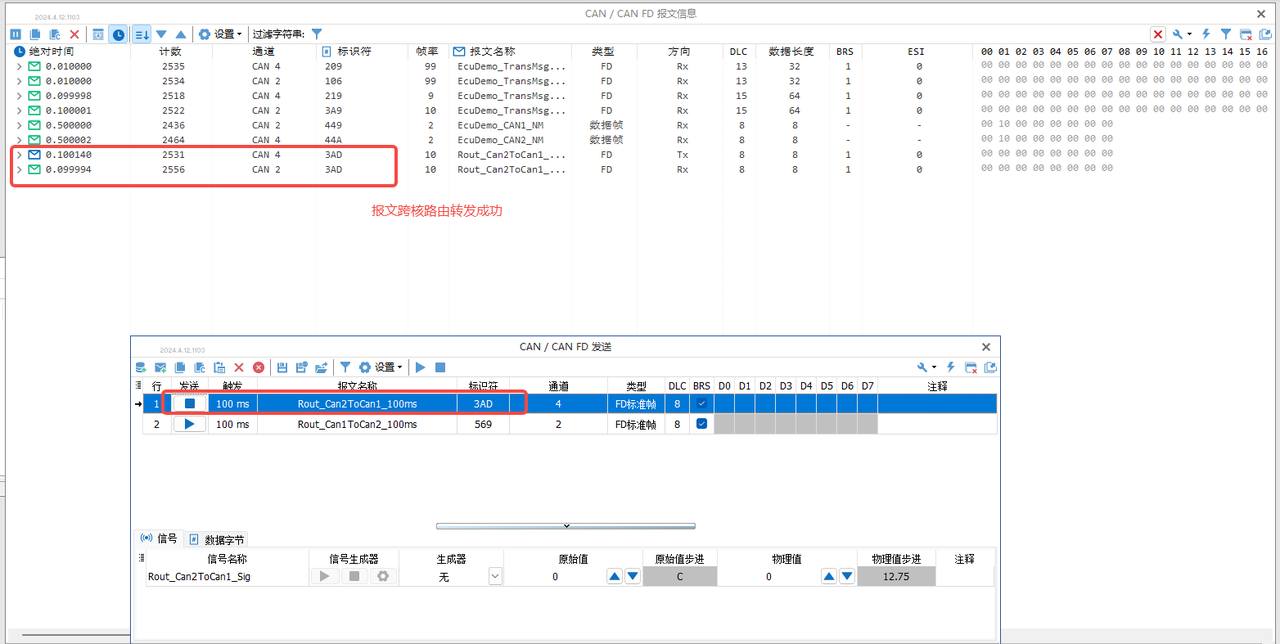 CAN / CAN FD 报文信息
2024.4.12.1103
设置 过滤字符串:
绝对时间 计数 通道 标识符 帧率 报文名称 类型 方向 DLC 数据长度 BRS ESI 00 01 02 03 04 05 06 07 08 09 10 11 12 13 14 15 16
0.010000 2535 CAN 4 209 99 EcuDemo_TransMsg... FD Rx 13 32 1 0 00 00 00 00 00 00 00 00 00 00 00 00 00 00 00 00 00
0.010000 2534 CAN 2 106 99 EcuDemo_TransMsg... FD Rx 13 32 1 0 00 00 00 00 00 00 00 00 00 00 00 00 00 00 00 00 00
0.099998 2518 CAN 4 219 9 EcuDemo_TransMsg... FD Rx 15 64 1 0 00 00 00 00 00 00 00 00 00 00 00 00 00 00 00 00 00
0.100001 2522 CAN 2 3A9 10 EcuDemo_TransMsg... FD Rx 15 64 1 0 00 00 00 00 00 00 00 00 00 00 00 00 00 00 00 00 00
0.500000 2436 CAN 2 449 2 EcuDemo_CAN1_NM 数据帧 Rx 8 8 - - 00 10 00 00 00 00 00 00
0.500002 2464 CAN 4 44A 2 EcuDemo_CAN2_NM 数据帧 Rx 8 8 - - 00 10 00 00 00 00 00 00
0.100140 2531 CAN 4 3AD 10 Rout_Can2ToCan1_... FD Tx 8 8 1 0 00 00 00 00 00 00 00 00
0.099994 2556 CAN 2 3AD 10 Rout_Can2ToCan1_... FD Rx 8 8 1 0 00 00 00 00 00 00 00 00
报文跨核路由转发成功
CAN / CAN FD 发送
2024.4.12.1103
设置
行 发送 触发 报文名称 标识符 通道 类型 DLC BRS D0 D1 D2 D3 D4 D5 D6 D7 注释
1 100 ms Rout_Can2ToCan1_100ms 3AD 4 FD标准帧 8
2 100 ms Rout_Can1ToCan2_100ms 569 2 FD标准帧 8
信号 数据字节
信号名称 信号生成器 生成器 原始值 原始值步进 物理值 物理值步进 注释
Rout_Can2ToCan1_Sig 无 0 C 0 12.75